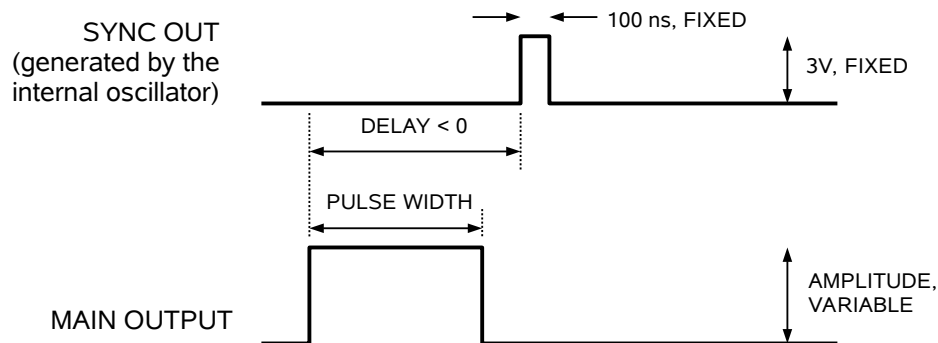 100 ns, FIXED
SYNC OUT
(generated by the
internal oscillator)
3V, FIXED
DELAY < 0
PULSE WIDTH
AMPLITUDE,
VARIABLE
MAIN OUTPUT